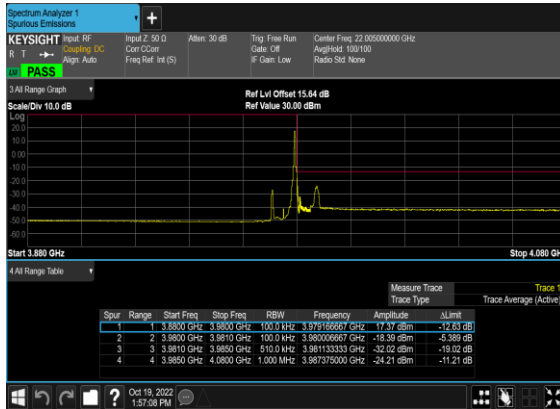 Spectrum Analyzer 1
Spurious Emissions
+
KEYSIGHT Input: RF Input Z: 50 Ω Atten: 30 dB Trig: Free Run Center Freq: 22.005000000 GHz
R T Coupling: DC Corr CCorr Gate: Off Avg|Hold: 100/100
Align: Auto Freq Ref: Int (S) IF Gain: Low Radio Std: None
LU PASS
3 All Range Graph
Ref Lvl Offset 15.64 dB
Scale/Div 10.0 dB Ref Value 30.00 dBm
Log
20.0
10.0
0.00
-10.0
-20.0
-30.0
-40.0
-50.0
-60.0
Start 3.880 GHz Stop 4.080 GH
4 All Range Table
Measure Trace Trace 1
Trace Type Trace Average (Active)
Spur Range Start Freq Stop Freq RBW Frequency Amplitude ΔLimit
1 1 3.8800 GHz 3.9800 GHz 100.0 kHz 3.979166667 GHz 17.37 dBm -12.63 dB
2 2 3.9800 GHz 3.9810 GHz 100.0 kHz 3.980006667 GHz -18.39 dBm -5.389 dB
3 3 3.9810 GHz 3.9850 GHz 510.0 kHz 3.981133333 GHz -32.02 dBm -19.02 dB
4 4 3.9850 GHz 4.0800 GHz 1.000 MHz 3.987375000 GHz -24.21 dBm -11.21 dB
? Oct 19, 2022
1:57:08 PM